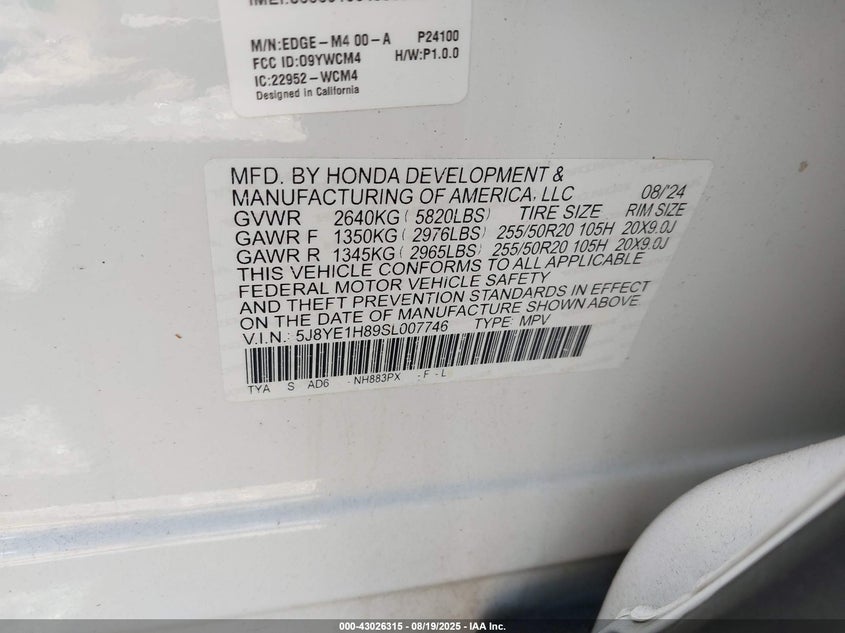 M/N:EDGE-M4 00-A P24100
FCC ID:O9YWCM4 H/W:P1.0.0
IC:22952-WCM4
Designed in California
MFD. BY HONDA DEVELOPMENT &
MANUFACTURING OF AMERICA, LLC 08/'24
GVWR 2640KG ( 5820LBS) TIRE SIZE RIM SIZE
GAWR F 1350KG ( 2976LBS) 255/50R20 105H 20X9.0J
GAWR R 1345KG ( 2965LBS) 255/50R20 105H 20X9.0J
THIS VEHICLE CONFORMS TO ALL APPLICABLE
FEDERAL MOTOR VEHICLE SAFETY
AND THEFT PREVENTION STANDARDS IN EFFECT
ON THE DATE OF MANUFACTURE SHOWN ABOVE.
V.I.N.: 5J8YE1H89SL007746 TYPE: MPV
TYA S AD6 -NH883PX -F -L
000-43026315 | 08/19/2025 | IAA Inc.